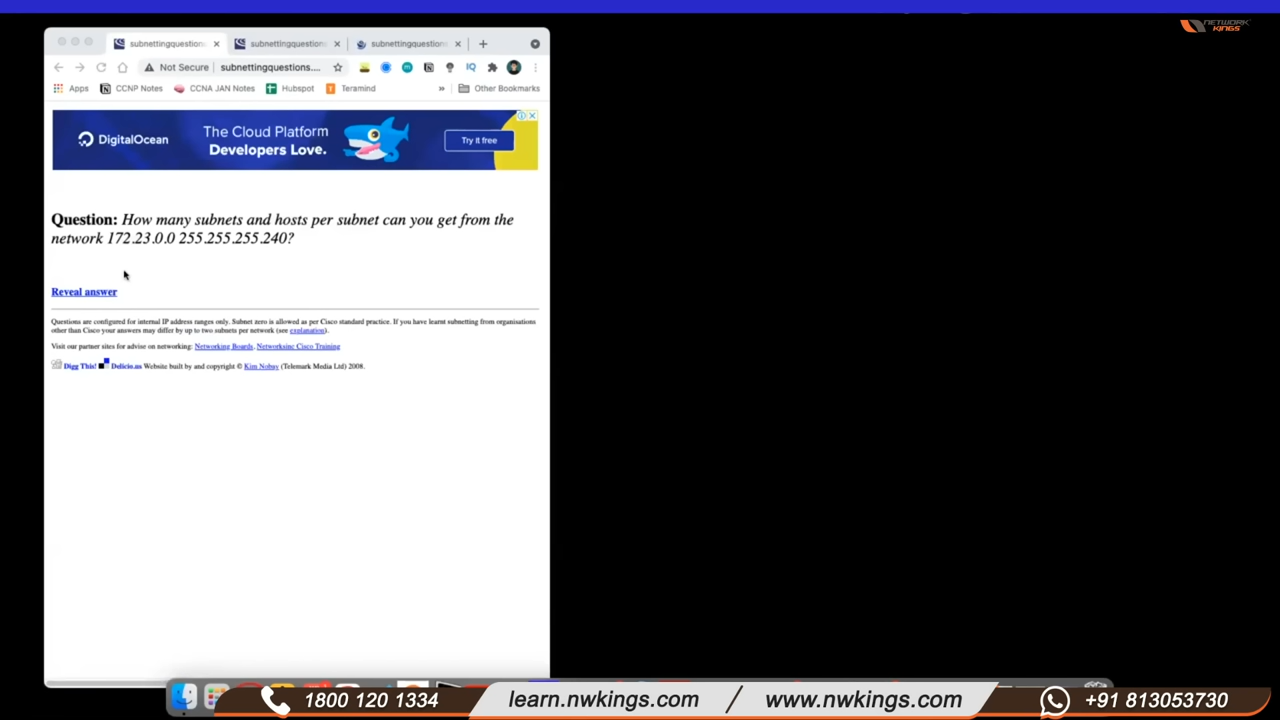 NETWORK
KINGS
subnettingquestion
subnettingquestions
subnettingquestion
Not Secure
subnettingquestions....
Apps
CCNP Notes
CCNA JAN Notes
Hubspot
Teramind
»
Other Bookmarks
DigitalOcean
The Cloud Platform
Developers Love.
Try it free
Question: How many subnets and hosts per subnet can you get from the
network 172.23.0.0 255.255.255.240?
Reveal answer
Questions are configured for internal IP address ranges only. Subnet zero is allowed as per Cisco standard practice. If you have learnt subnetting from organisations
other than Cisco your answers may differ by up to two subnets per network (see explanation).
Visit our partner sites for advise on networking: Networking Boards, Networksinc Cisco Training
Digg This! Delicio.us Website built by and copyright © Kim Nobay (Telemark Media Ltd) 2008.
1800 120 1334
learn.nwkings.com / www.nwkings.com
+91 813053730